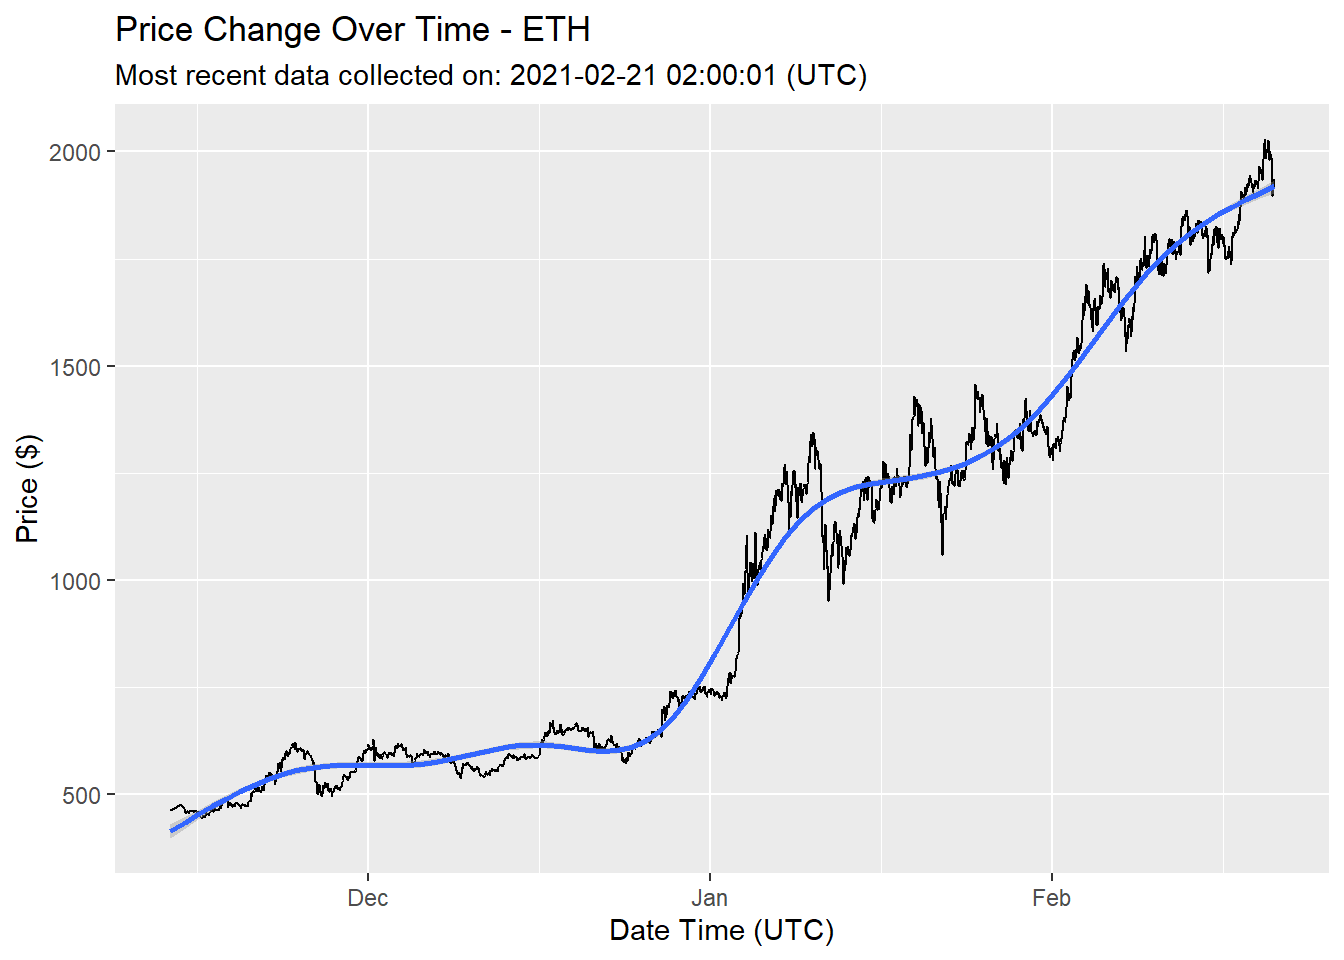 Price Change Over Time - ETH
Most recent data collected on: 2021-02-21 02:00:01 (UTC)
2000
1500
1000
500
Price ($)
Dec
Jan
Feb
Date Time (UTC)